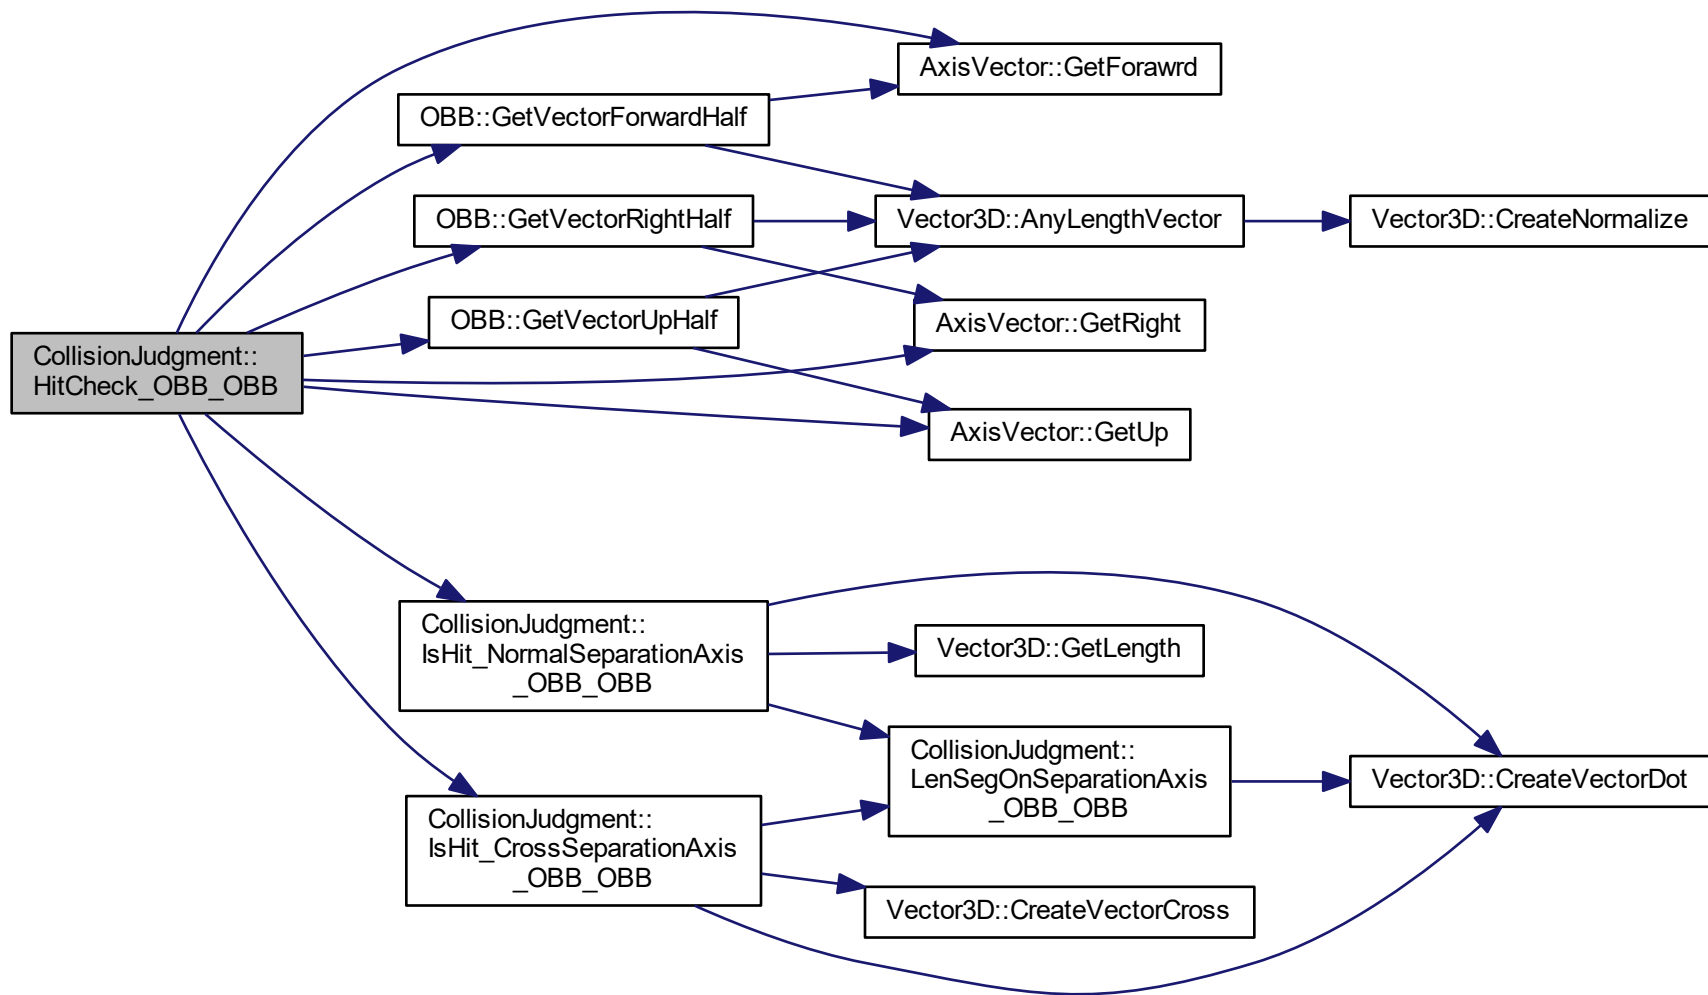 AxisVector::GetForawrd
OBB::GetVectorForwardHalf
OBB::GetVectorRightHalf
Vector3D::AnyLengthVector
Vector3D::CreateNormalize
OBB::GetVectorUpHalf
AxisVector::GetRight
CollisionJudgment::
HitCheck_OBB_OBB
AxisVector::GetUp
CollisionJudgment::
IsHit_NormalSeparationAxis
_OBB_OBB
Vector3D::GetLength
CollisionJudgment::
LenSegOnSeparationAxis
_OBB_OBB
Vector3D::CreateVectorDot
CollisionJudgment::
IsHit_CrossSeparationAxis
_OBB_OBB
Vector3D::CreateVectorCross